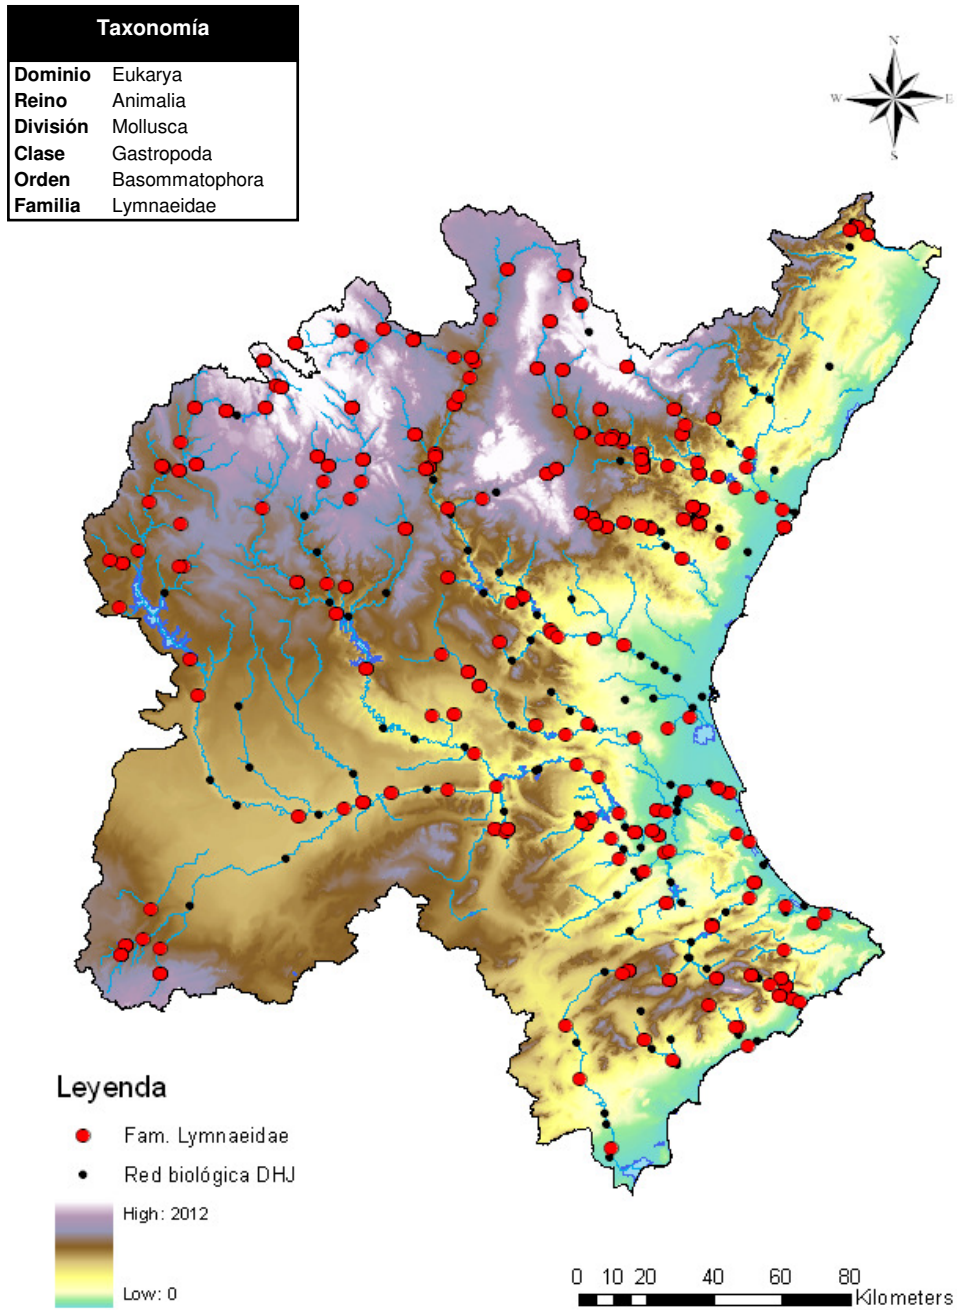 Taxonomía
Dominio Eukarya
Reino Animalia
División Mollusca
Clase Gastropoda
Orden Basommatophora
Familia Lymnaeidae
N
W E
S
Leyenda
Fam. Lymnaeidae
Red biológica DHJ
High: 2012
Low: 0
0 10 20 40 60 80
Kilometers